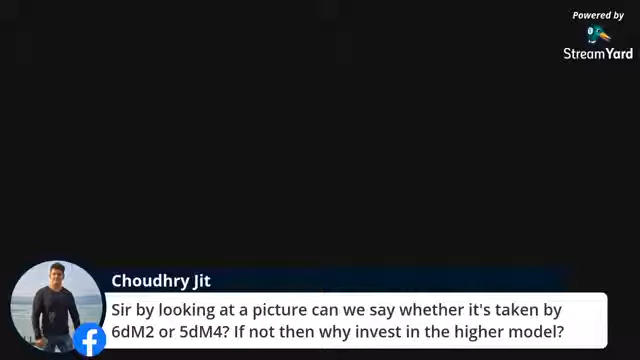 Powered by
StreamYard
Choudhry Jit
Sir by looking at a picture can we say whether it's taken by
6dM2 or 5dM4? If not then why invest in the higher model?